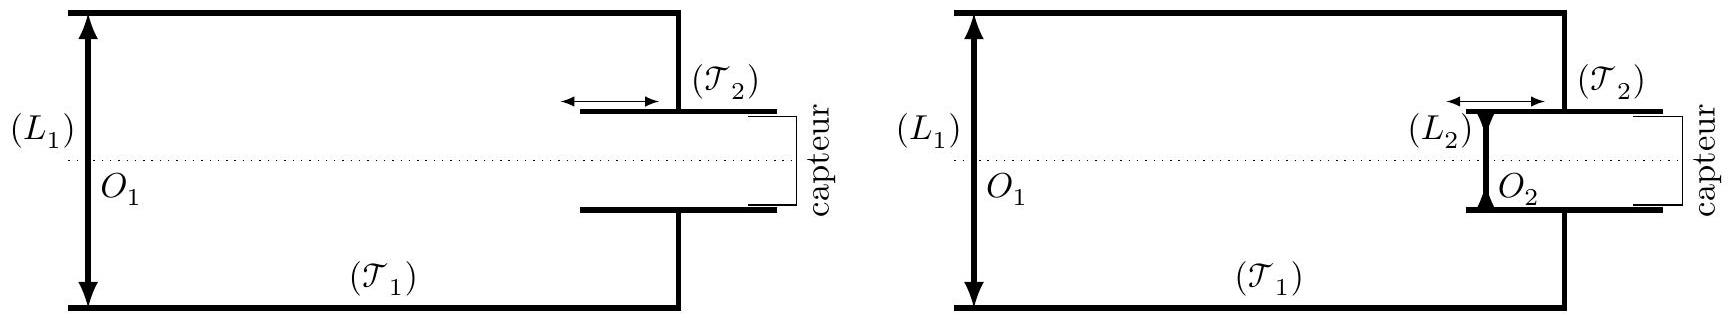 (𝒯₂)
(L₁)
O₁
(𝒯₁)
capteur
(𝒯₂)
(L₁)
(L₂)
O₁
O₂
(𝒯₁)
capteur